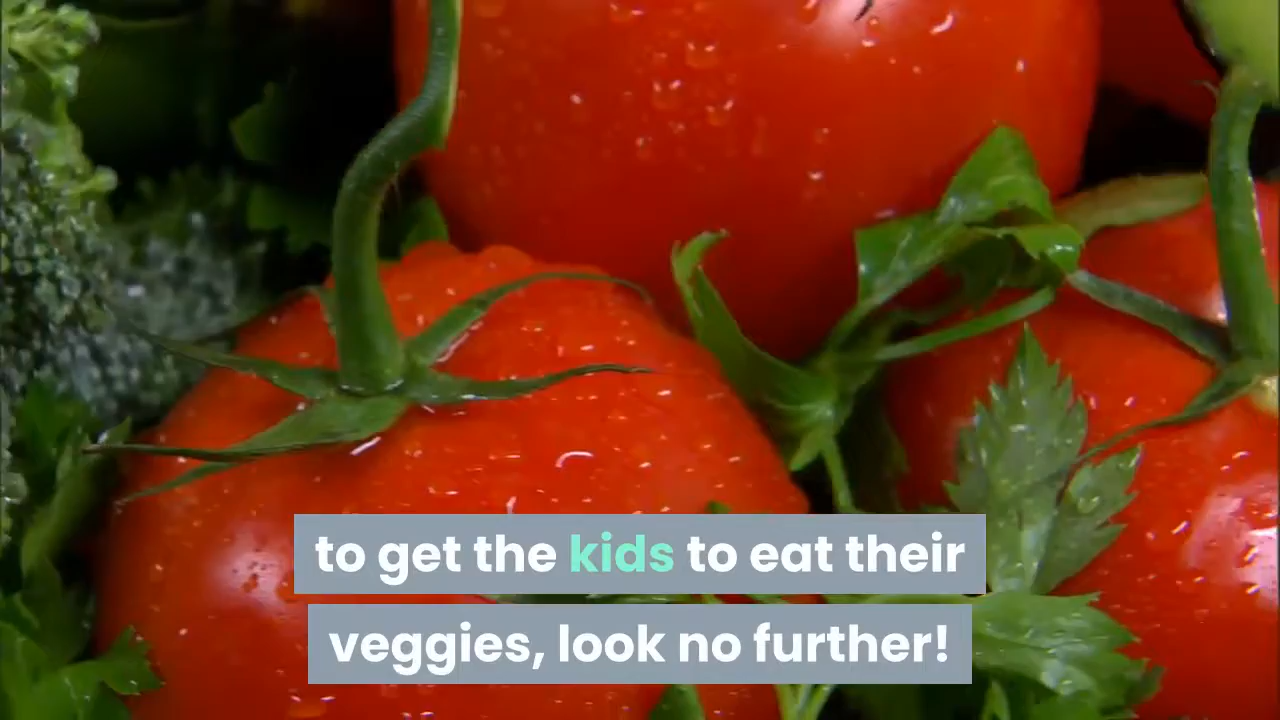 to get the kids to eat their
veggies, look no further!